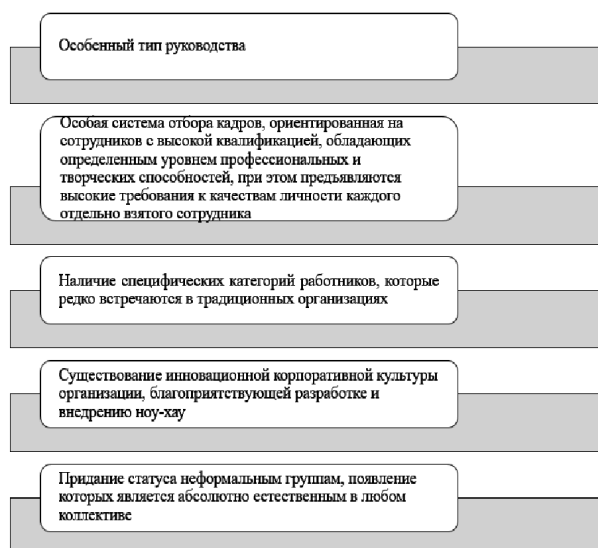 Особенный тип руководства
Особая система отбора кадров, ориентированная на
сотрудников с высокой квалификацией, обладающих
определенным уровнем профессиональных и
творческих способностей, при этом предъявляются
высокие требования к качествам личности каждого
отдельно взятого сотрудника
Наличие специфических категорий работников, которые
редко встречаются в традиционных организациях
Существование инновационной корпоративной культуры
организации, благоприятствующей разработке и
внедрению ноу-хау
Придание статуса неформальным группам, появление
которых является абсолютно естественным в любом
коллективе